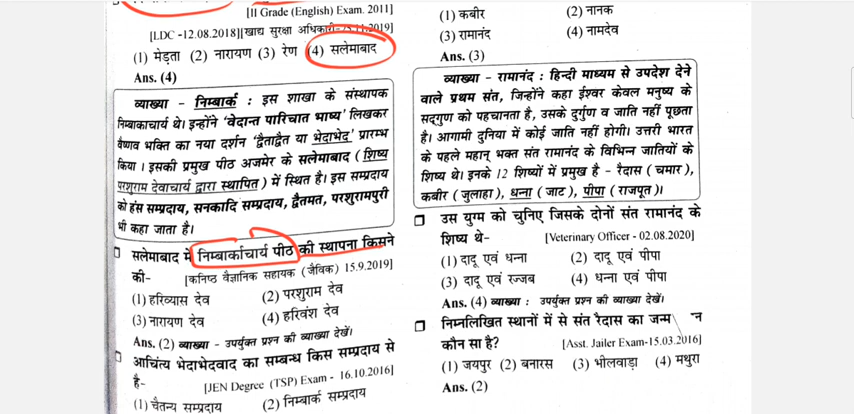 [II Grade (English) Exam. 2011]
[LDC -12.08.2018][खाद्य सुरक्षा अधिकारी-25.11.2019]
(1) मेड़ता (2) नारायण (3) रेण (4) सलेमाबाद
Ans. (4)
व्याख्या - निम्बार्क : इस शाखा के संस्थापक
निम्बाकाचार्य थे। इन्होंने 'वेदान्त पारिचात भाष्य' लिखकर
वैष्णव भक्ति का नया दर्शन 'द्वैताद्वैत या भेदाभेद' प्रारम्भ
किया । इसकी प्रमुख पीठ अजमेर के सलेमाबाद ( शिष्य
परशुराम देवाचार्य द्वारा स्थापित ) में स्थित है। इस सम्प्रदाय
को हंस सम्प्रदाय, सनकादि सम्प्रदाय, द्वैतमत, परशुरामपुरी
भी कहा जाता है।
सलेमाबाद में निम्बार्काचार्य पीठ की स्थापना किसने
की- [कनिष्ठ वैज्ञानिक सहायक (जैविक) 15.9.2019]
(1) हरिव्यास देव (2) परशुराम देव
(3) नारायण देव (4) हरिवंश देव
Ans. (2) व्याख्या - उपर्युक्त प्रश्न की व्याख्या देखें।
आचिंत्य भेदाभेदवाद का सम्बन्ध किस सम्प्रदाय से
है- [JEN Degree (TSP) Exam - 16.10.2016]
(1) चैतन्य सम्प्रदाय (2) निम्बार्क सम्प्रदाय
(1) कबीर (2) नानक
(3) रामानंद (4) नामदेव
Ans. (3)
व्याख्या - रामानंद : हिन्दी माध्यम से उपदेश देने
वाले प्रथम संत, जिन्होंने कहा ईश्वर केवल मनुष्य के
सद्गुण को पहचानता है, उसके दुर्गुण व जाति नहीं पूछता
है। आगामी दुनिया में कोई जाति नहीं होगी। उत्तरी भारत
के पहले महान् भक्त संत रामानंद के विभिन्न जातियों के
शिष्य थे। इनके 12 शिष्यों में प्रमुख है - रैदास ( चमार ),
कबीर ( जुलाहा ), धन्ना ( जाट ), पीपा ( राजपूत )।
उस युग्म को चुनिए जिसके दोनों संत रामानंद के
शिष्य थे- [Veterinary Officer - 02.08.2020]
(1) दादू एवं धन्ना (2) दादू एवं पीपा
(3) दादू एवं रज्जब (4) धन्ना एवं पीपा
Ans. (4) व्याख्या : उपर्युक्त प्रश्न की व्याख्या देखें।
निम्नलिखित स्थानों में से संत रैदास का जन्म न
कौन सा है? [Asst. Jailer Exam-15.03.2016]
(1) जयपुर (2) बनारस (3) भीलवाड़ा (4) मथुरा
Ans. (2)